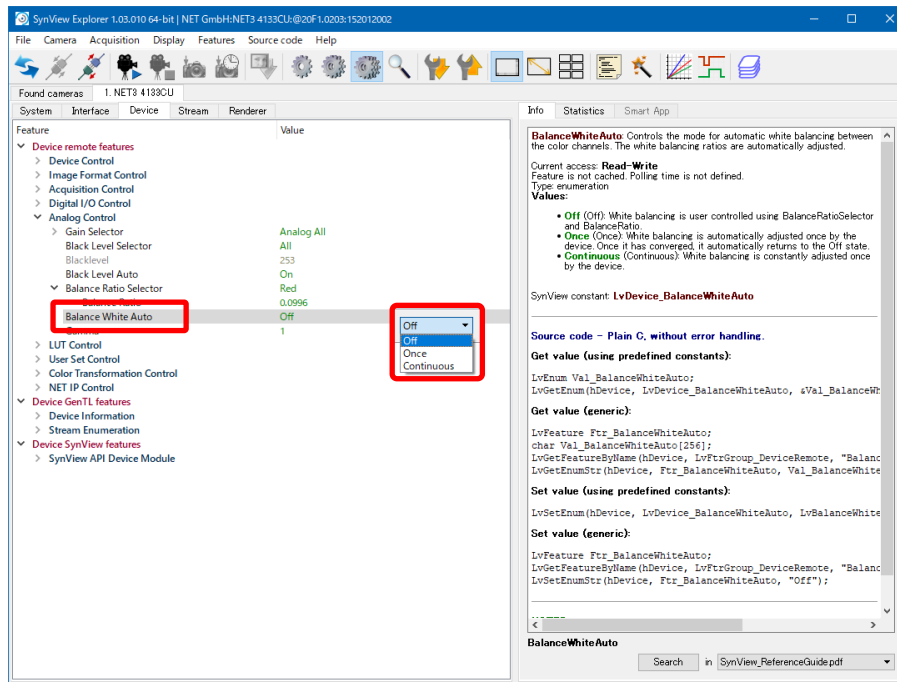 SynView Explorer 1.03.010 64-bit | NET GmbH:NET3 4133CU:@20F1.0203:152012002
File Camera Acquisition Display Features Source code Help
Found cameras 1. NET3 4133CU
System Interface Device Stream Renderer
Feature Value
Device remote features
Device Control
Image Format Control
Acquisition Control
Digital I/O Control
Analog Control
Gain Selector Analog All
Black Level Selector All
Blacklevel 253
Black Level Auto On
Balance Ratio Selector Red
Balance Ratio 0.0996
Balance White Auto Off
Gamma 1
LUT Control
User Set Control
Color Transformation Control
NET IP Control
Device GenTL features
Device Information
Stream Enumeration
Device SynView features
SynView API Device Module
Off
Off
Once
Continuous
Info Statistics Smart App
BalanceWhiteAuto: Controls the mode for automatic white balancing between
the color channels. The white balancing ratios are automatically adjusted.
Current access: Read-Write
Feature is not cached. Polling time is not defined.
Type: enumeration
Values:
• Off (Off): White balancing is user controlled using BalanceRatioSelector
and BalanceRatio.
• Once (Once): White balancing is automatically adjusted once by the
device. Once it has converged, it automatically returns to the Off state.
• Continuous (Continuous): White balancing is constantly adjusted once
by the device.
SynView constant: LvDevice_BalanceWhiteAuto
Source code - Plain C, without error handling.
Get value (using predefined constants):
LvEnum Val_BalanceWhiteAuto;
LvGetEnum(hDevice, LvDevice_BalanceWhiteAuto, &Val_BalanceWh
Get value (generic):
LvFeature Ftr_BalanceWhiteAuto;
char Val_BalanceWhiteAuto[256];
LvGetFeatureByName(hDevice, LvFtrGroup_DeviceRemote, "Balanc
LvGetEnumStr(hDevice, Ftr_BalanceWhiteAuto, Val_BalanceWhite
Set value (using predefined constants):
LvSetEnum(hDevice, LvDevice_BalanceWhiteAuto, LvBalanceWhite
Set value (generic):
LvFeature Ftr_BalanceWhiteAuto;
LvGetFeatureByName(hDevice, LvFtrGroup_DeviceRemote, "Balanc
LvSetEnumStr(hDevice, Ftr_BalanceWhiteAuto, "Off");
BalanceWhiteAuto
Search in SynView_ReferenceGuide.pdf